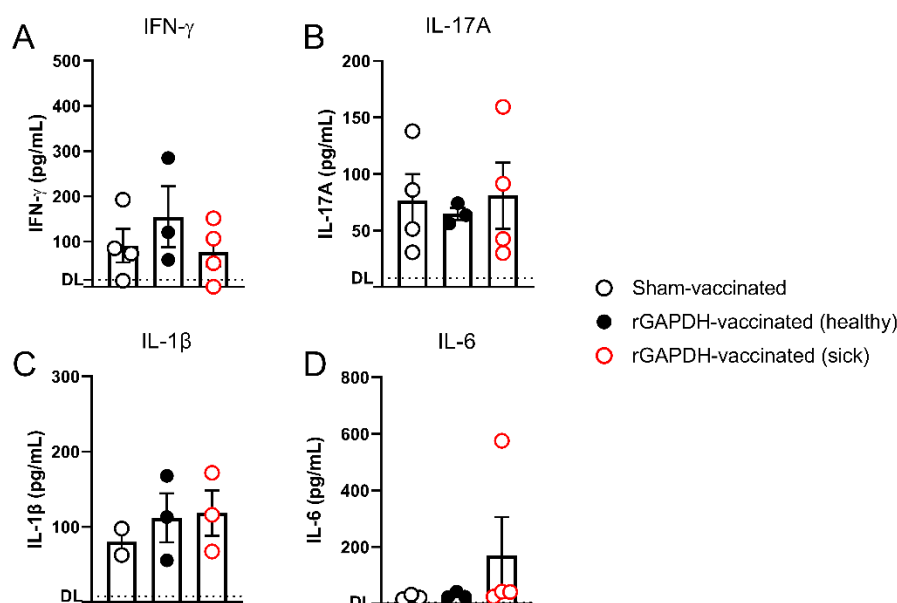 A
IFN-γ
500
400
300
200
100
DL
IFN-γ (pg/mL)
B
IL-17A
200
150
100
50
DL
IL-17A (pg/mL)
Sham-vaccinated
rGAPDH-vaccinated (healthy)
rGAPDH-vaccinated (sick)
C
IL-1β
300
200
100
DL
IL-1β (pg/mL)
D
IL-6
800
600
400
200
DL
IL-6 (pg/mL)